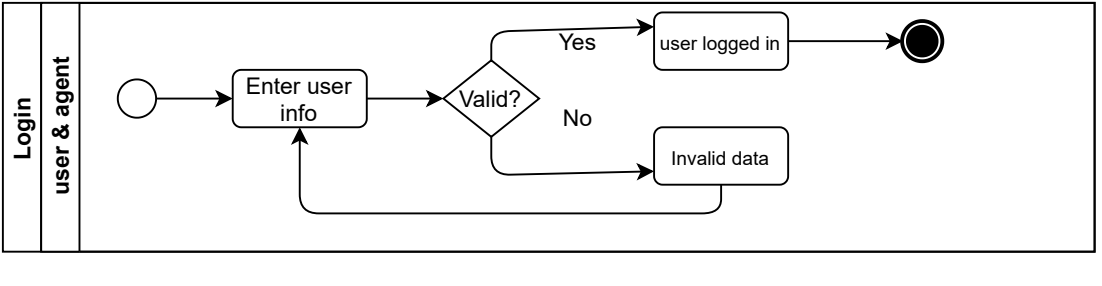 Login
user & agent
Enter user
info
Valid?
Yes
user logged in
No
Invalid data